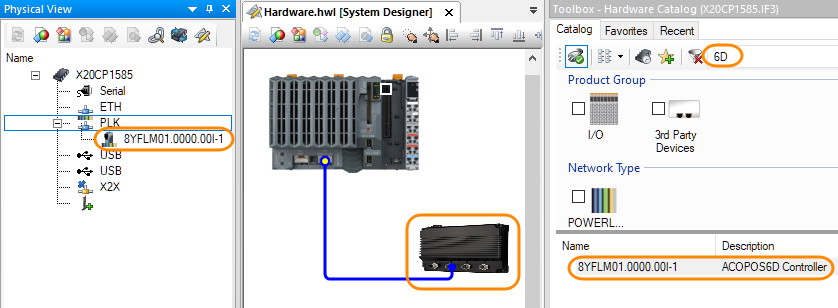 Physical View
Name
X20CP1585
Serial
ETH
PLK
8YFLM01.0000.00I-1
USB
USB
X2X
Hardware.hwl [System Designer]
Toolbox - Hardware Catalog (X20CP1585.IF3)
Catalog Favorites Recent
6D
Product Group
I/O
3rd Party
Devices
Network Type
POWERL...
Name Description
8YFLM01.0000.00I-1 ACOPOS6D Controller